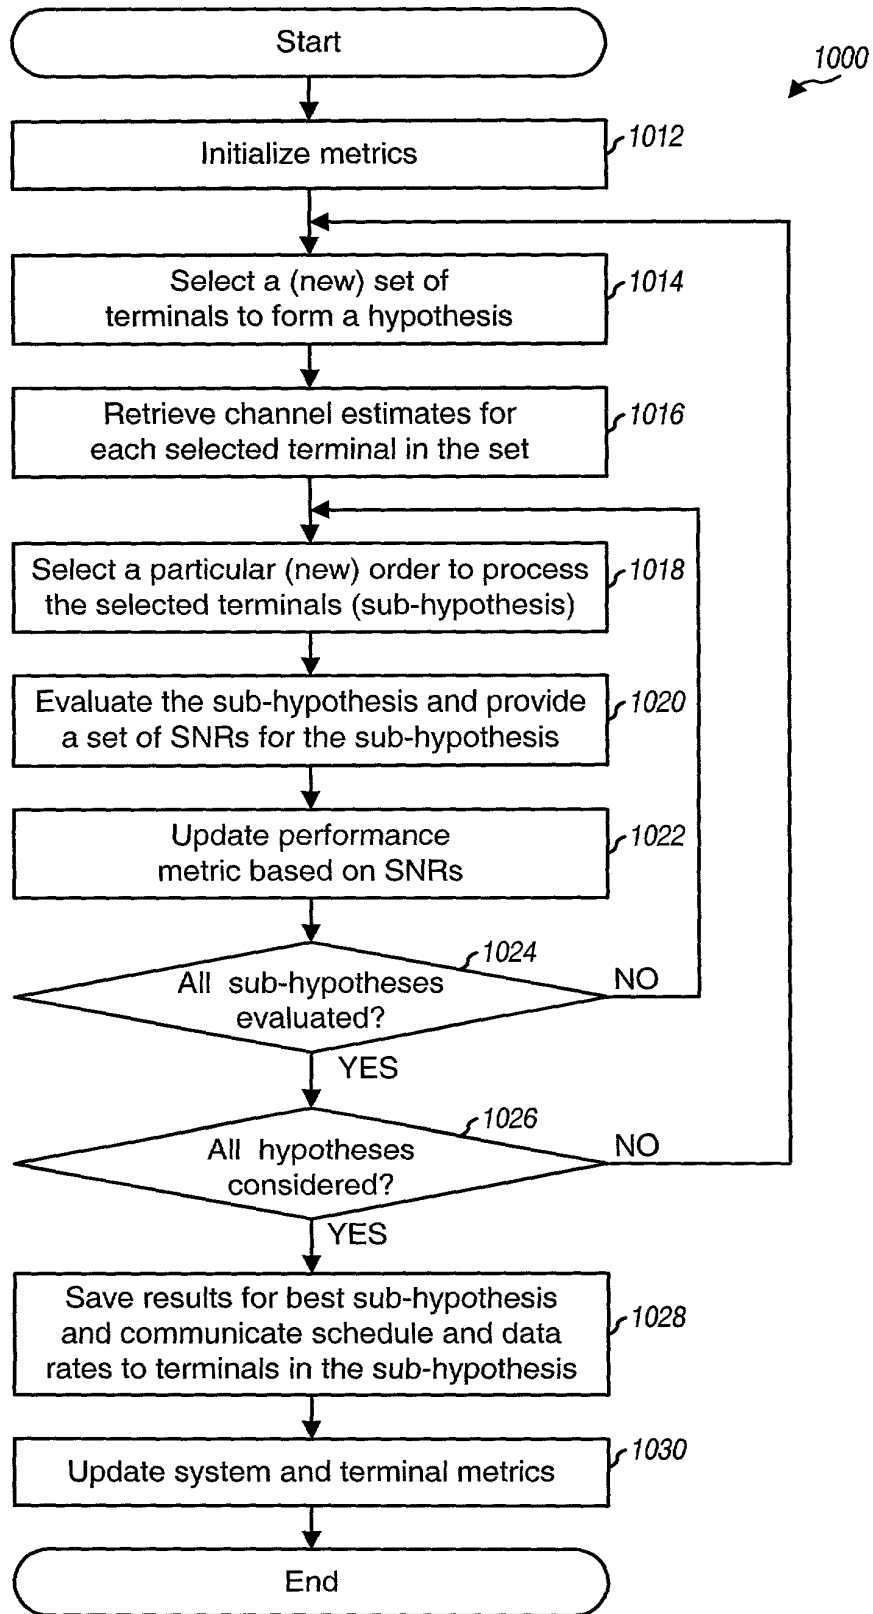 Start
1000
Initialize metrics
1012
Select a (new) set of
terminals to form a hypothesis
1014
Retrieve channel estimates for
each selected terminal in the set
1016
Select a particular (new) order to process
the selected terminals (sub-hypothesis)
1018
Evaluate the sub-hypothesis and provide
a set of SNRs for the sub-hypothesis
1020
Update performance
metric based on SNRs
1022
1024
All sub-hypotheses
evaluated?
NO
YES
1026
All hypotheses
considered?
NO
YES
Save results for best sub-hypothesis
and communicate schedule and data
rates to terminals in the sub-hypothesis
1028
Update system and terminal metrics
1030
End